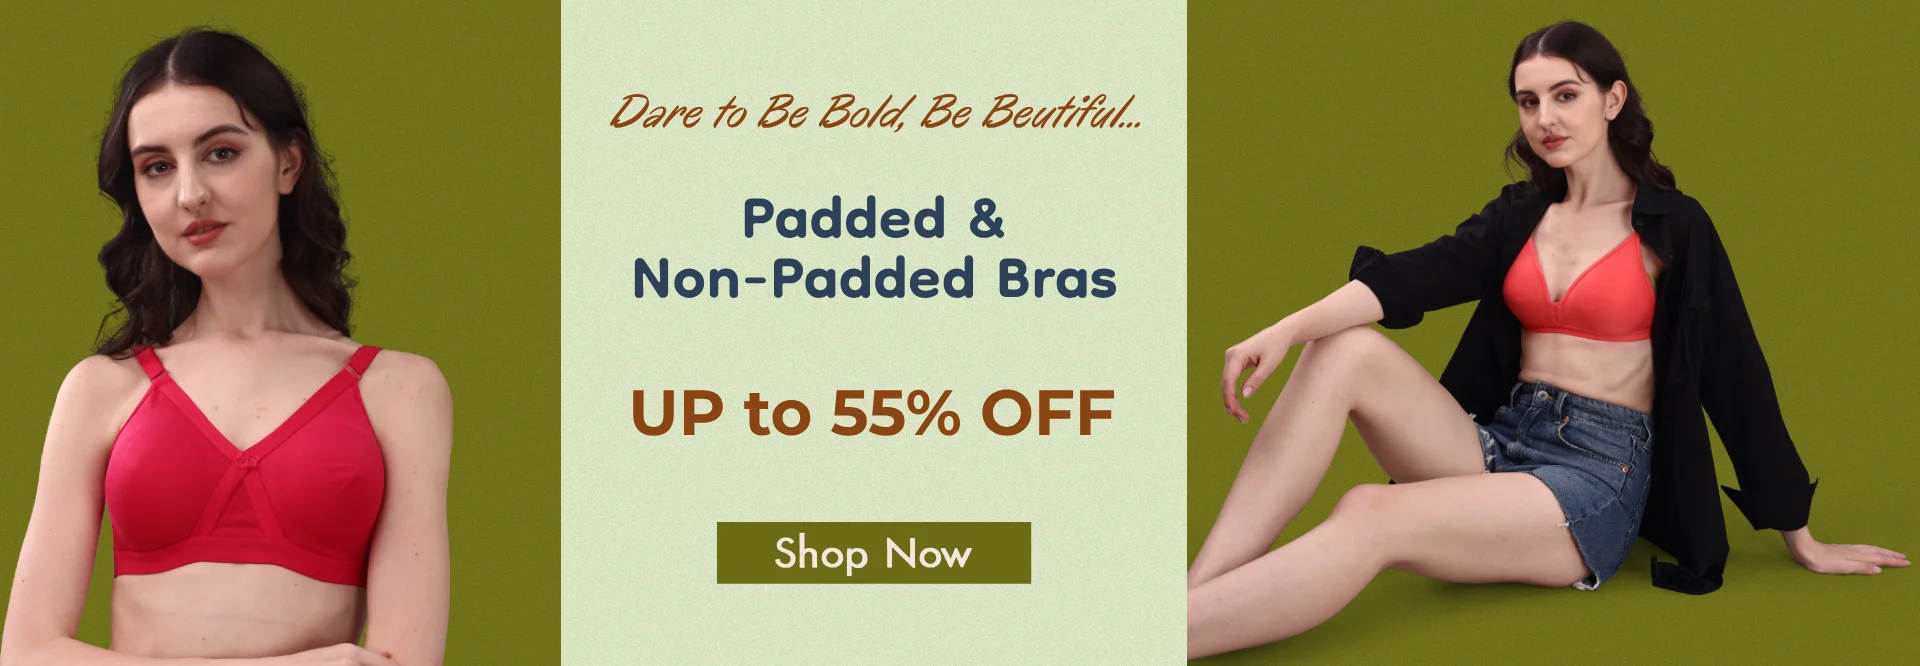 Dare to Be Bold, Be Beutiful...
Padded &
Non-Padded Bras
UP to 55% OFF
Shop Now